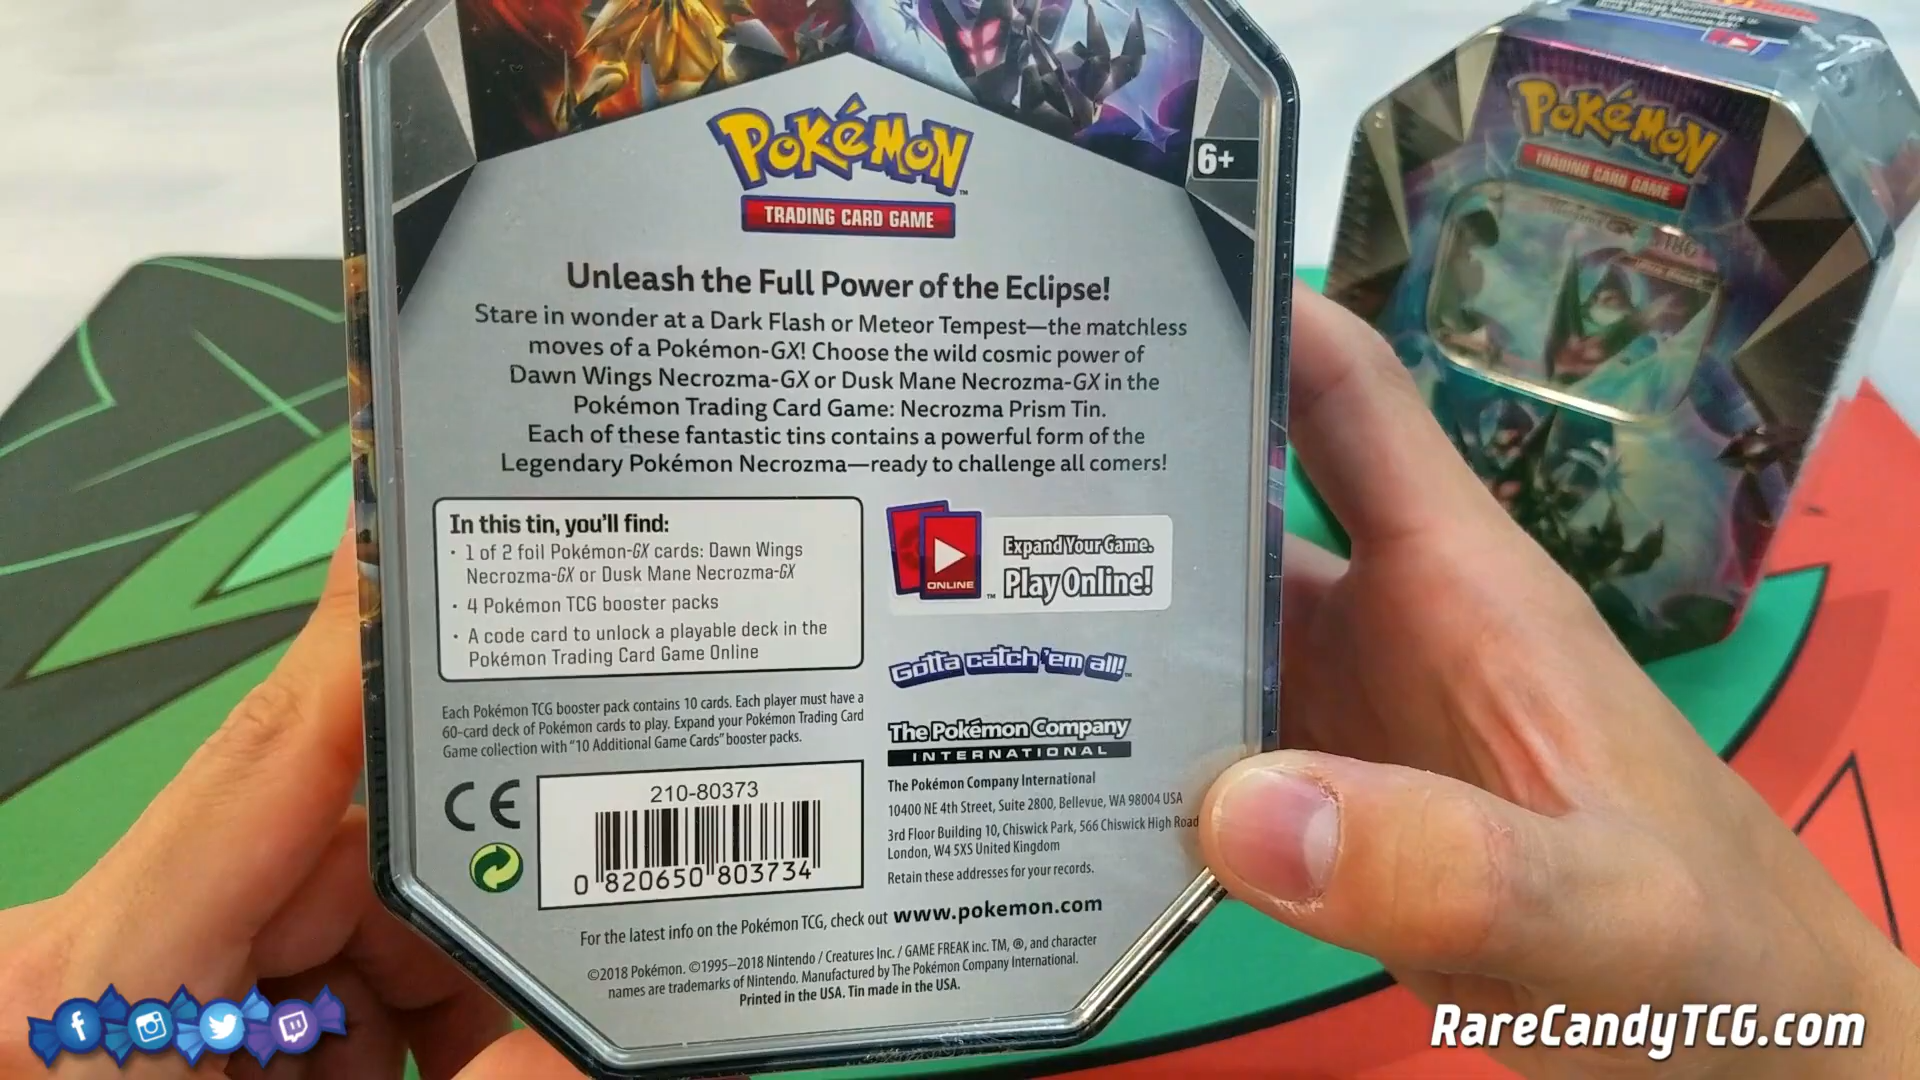 Pokémon
TRADING CARD GAME
6+
Unleash the Full Power of the Eclipse!
Stare in wonder at a Dark Flash or Meteor Tempest—the matchless
moves of a Pokémon-GX! Choose the wild cosmic power of
Dawn Wings Necrozma-GX or Dusk Mane Necrozma-GX in the
Pokémon Trading Card Game: Necrozma Prism Tin.
Each of these fantastic tins contains a powerful form of the
Legendary Pokémon Necrozma—ready to challenge all comers!
In this tin, you'll find:
· 1 of 2 foil Pokémon-GX cards: Dawn Wings
Necrozma-GX or Dusk Mane Necrozma-GX
· 4 Pokémon TCG booster packs
· A code card to unlock a playable deck in the
Pokémon Trading Card Game Online
Each Pokémon TCG booster pack contains 10 cards. Each player must have a
60-card deck of Pokémon cards to play. Expand your Pokémon Trading Card
Game collection with "10 Additional Game Cards" booster packs.
CE
210-80373
0 820650 803734
ONLINE
Expand Your Game.
Play Online!
Gotta catch 'em all!
The Pokémon Company
INTERNATIONAL
The Pokémon Company International
10400 NE 4th Street, Suite 2800, Bellevue, WA 98004 USA
3rd Floor Building 10, Chiswick Park, 566 Chiswick High Road
London, W4 5XS United Kingdom
Retain these addresses for your records.
For the latest info on the Pokémon TCG, check out www.pokemon.com
©2018 Pokémon. ©1995–2018 Nintendo / Creatures Inc. / GAME FREAK inc. TM, ®, and character
names are trademarks of Nintendo. Manufactured by The Pokémon Company International.
Printed in the USA. Tin made in the USA.
Pokémon
TRADING CARD GAME
RareCandyTCG.com